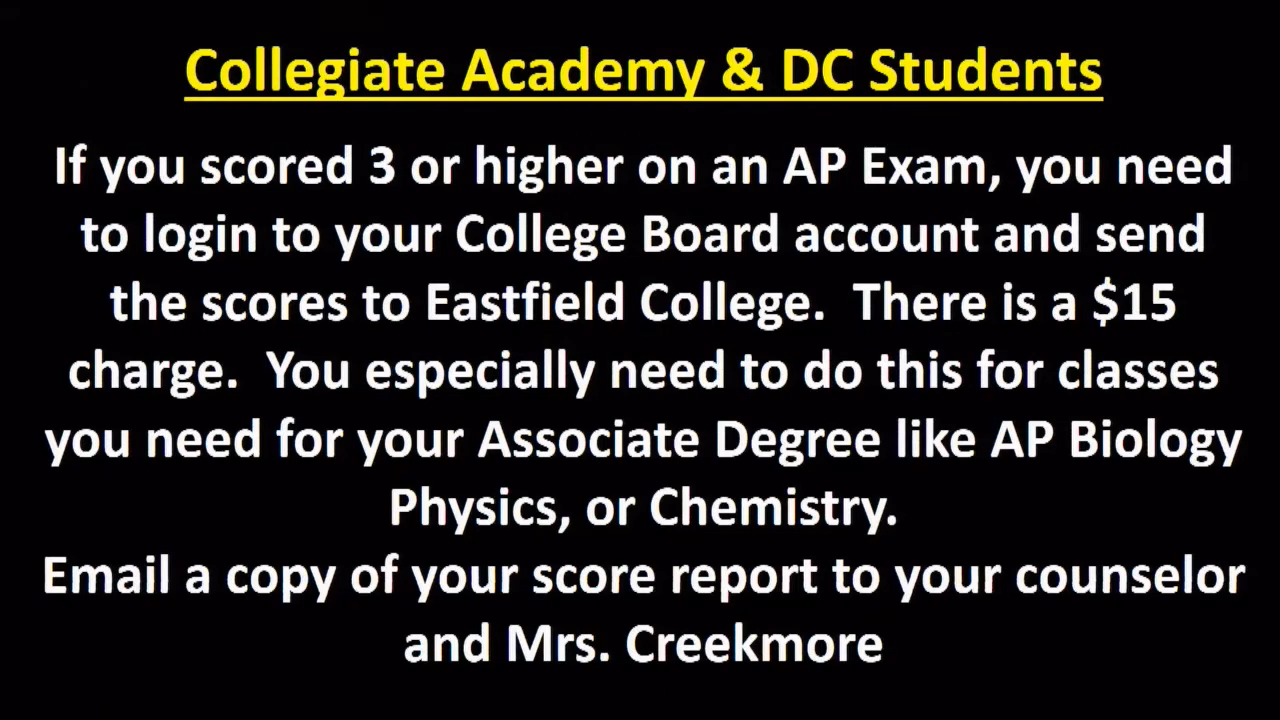 Collegiate Academy & DC Students
If you scored 3 or higher on an AP Exam, you need
to login to your College Board account and send
the scores to Eastfield College.  There is a $15
charge.  You especially need to do this for classes
you need for your Associate Degree like AP Biology
Physics, or Chemistry.
Email a copy of your score report to your counselor
and Mrs. Creekmore